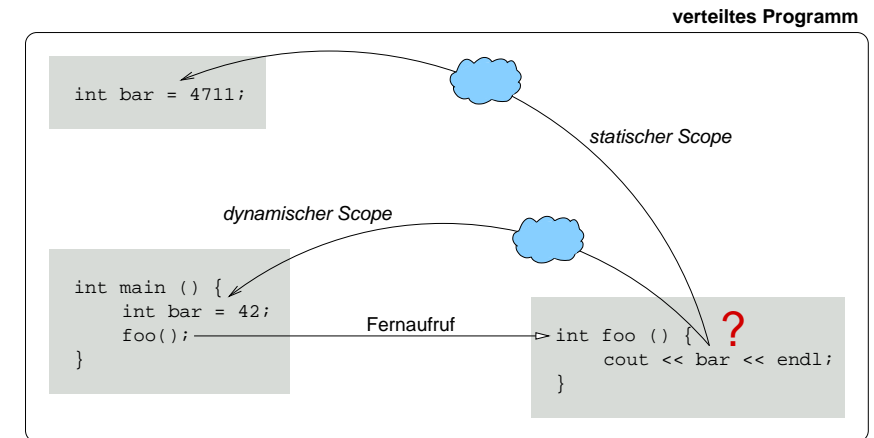 verteiltes Programm
int bar = 4711;
statischer Scope
dynamischer Scope
int main () {
int bar = 42;
foo();
}
Fernaufruf
?
int foo () {
cout << bar << endl;
}